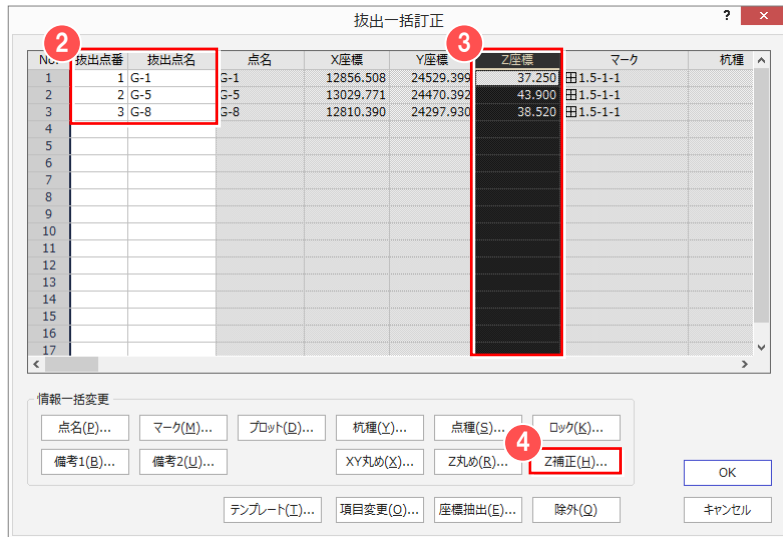 抜出一括訂正 ? ×
2 3
No. 抜出点番 抜出点名 点名 X座標 Y座標 Z座標 マーク 杭種
1 1 G-1 G-1 12856.508 24529.399 37.250 田1.5-1-1
2 2 G-5 G-5 13029.771 24470.392 43.900 田1.5-1-1
3 3 G-8 G-8 12810.390 24297.930 38.520 田1.5-1-1
4
5
6
7
8
9
10
11
12
13
14
15
16
17
情報一括変更
点名(P)... マーク(M)... プロット(D)... 杭種(Y)... 点種(S)... ロック(K)...
4
備考1(B)... 備考2(U)... XY丸め(X)... Z丸め(R)... Z補正(H)... OK
テンプレート(T)... 項目変更(O)... 座標抽出(E)... 除外(Q) キャンセル